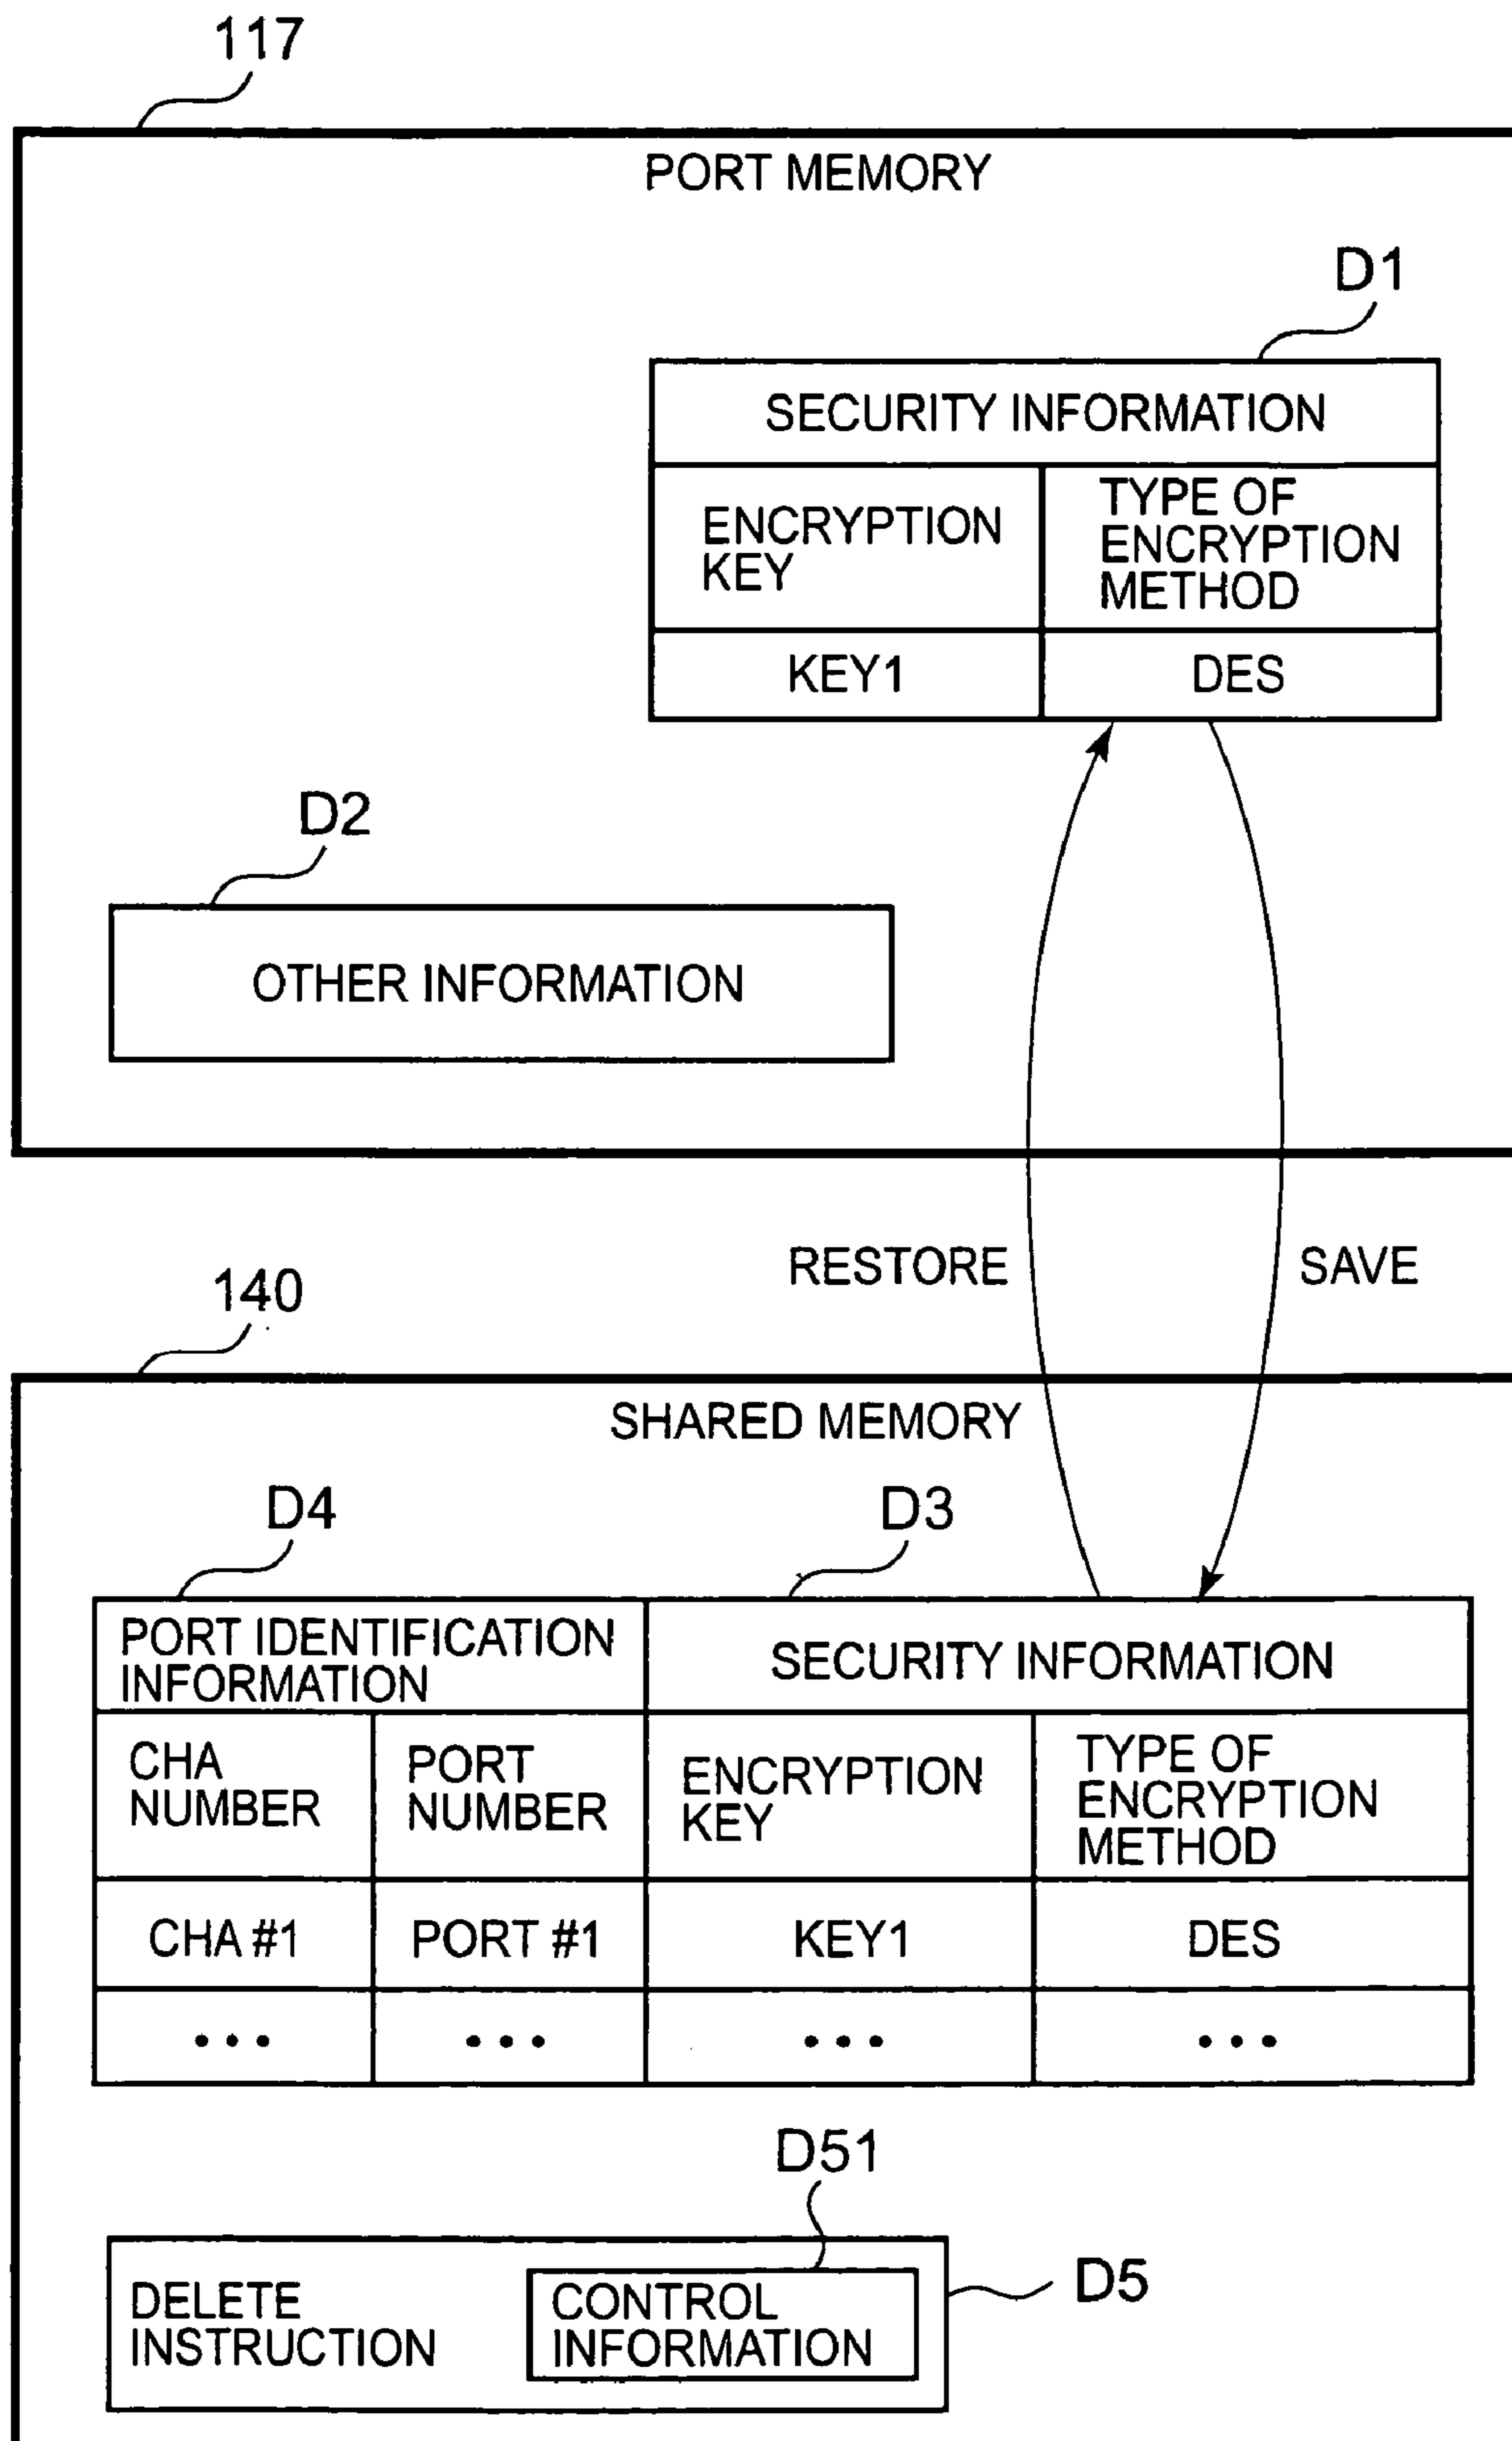 117
PORT MEMORY
D1
SECURITY INFORMATION
ENCRYPTION
KEY
TYPE OF
ENCRYPTION
METHOD
KEY1
DES
D2
OTHER INFORMATION
RESTORE
SAVE
140
SHARED MEMORY
D4
D3
PORT IDENTIFICATION
INFORMATION
SECURITY INFORMATION
CHA
NUMBER
PORT
NUMBER
ENCRYPTION
KEY
TYPE OF
ENCRYPTION
METHOD
CHA #1
PORT #1
KEY1
DES
• • •
• • •
• • •
• • •
D51
DELETE
INSTRUCTION
CONTROL
INFORMATION
D5